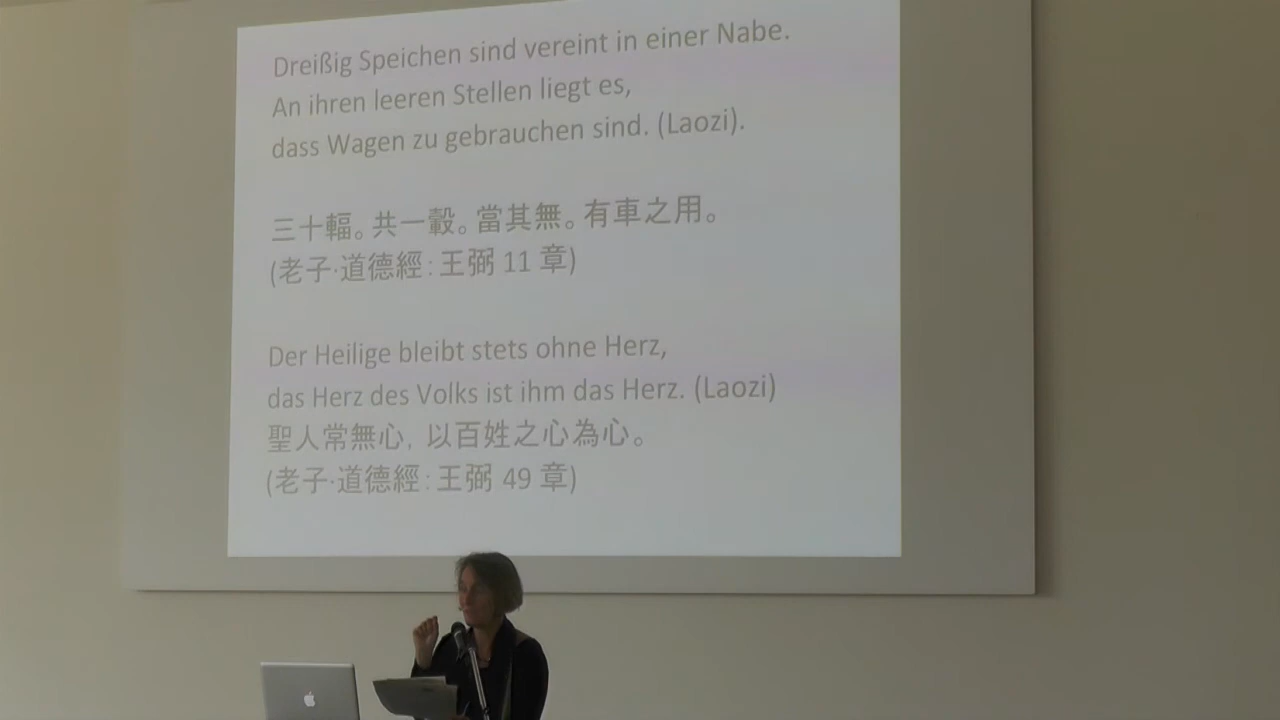 Dreißig Speichen sind vereint in einer Nabe.
An ihren leeren Stellen liegt es,
dass Wagen zu gebrauchen sind. (Laozi).
三十輻。共一轂。當其無。有車之用。
(老子·道德經：王弼 11 章)
Der Heilige bleibt stets ohne Herz,
das Herz des Volks ist ihm das Herz. (Laozi)
聖人常無心，以百姓之心為心。
(老子·道德經：王弼 49 章)